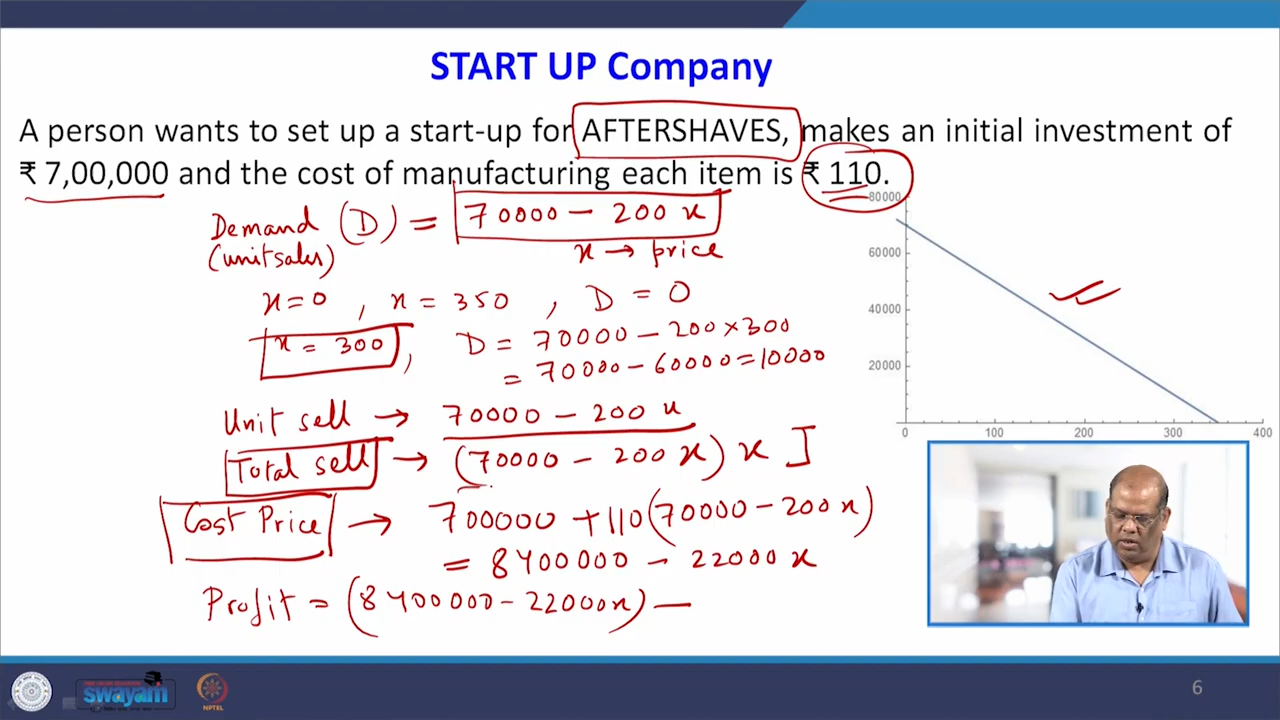 START UP Company
A person wants to set up a start-up for AFTERSHAVES, makes an initial investment of
₹ 7,00,000 and the cost of manufacturing each item is ₹ 110.
Demand (D) = 70000 - 200 x
(unit sales)
x → price
x = 0 , x = 350 , D = 0
x = 300 , D = 70000 - 200 × 300
= 70000 - 60000 = 10000
Unit sell → 70000 - 200 x
Total sell → (70000 - 200 x) x ]
Cost Price → 700000 + 110(70000 - 200 x)
= 8400000 - 22000 x
Profit = (8400000 - 22000x) —
80000
60000
40000
20000
0 100 200 300 400
swayam
NPTEL
6